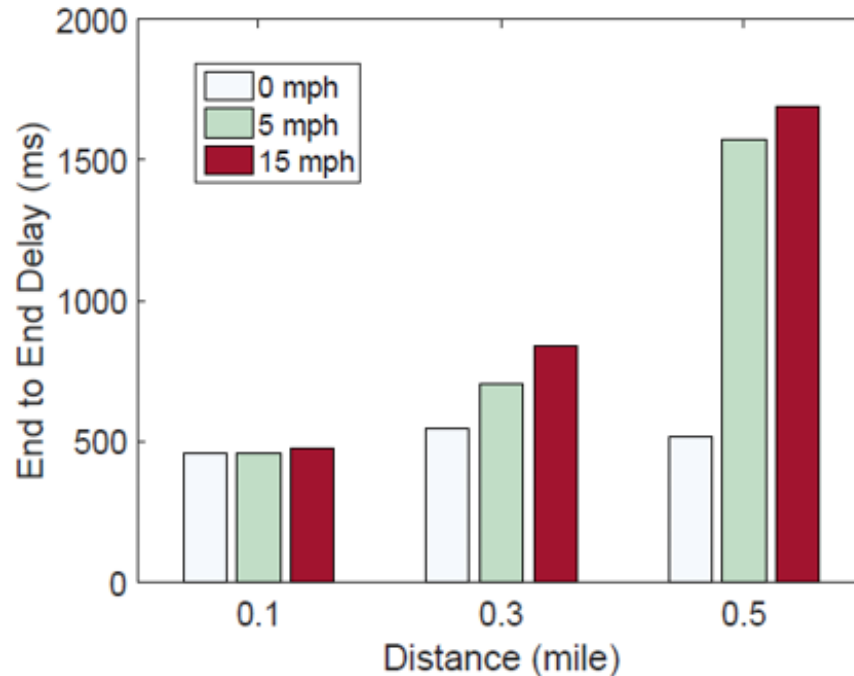 2000
1500
1000
500
0
End to End Delay (ms)
0 mph
5 mph
15 mph
0.1 0.3 0.5
Distance (mile)